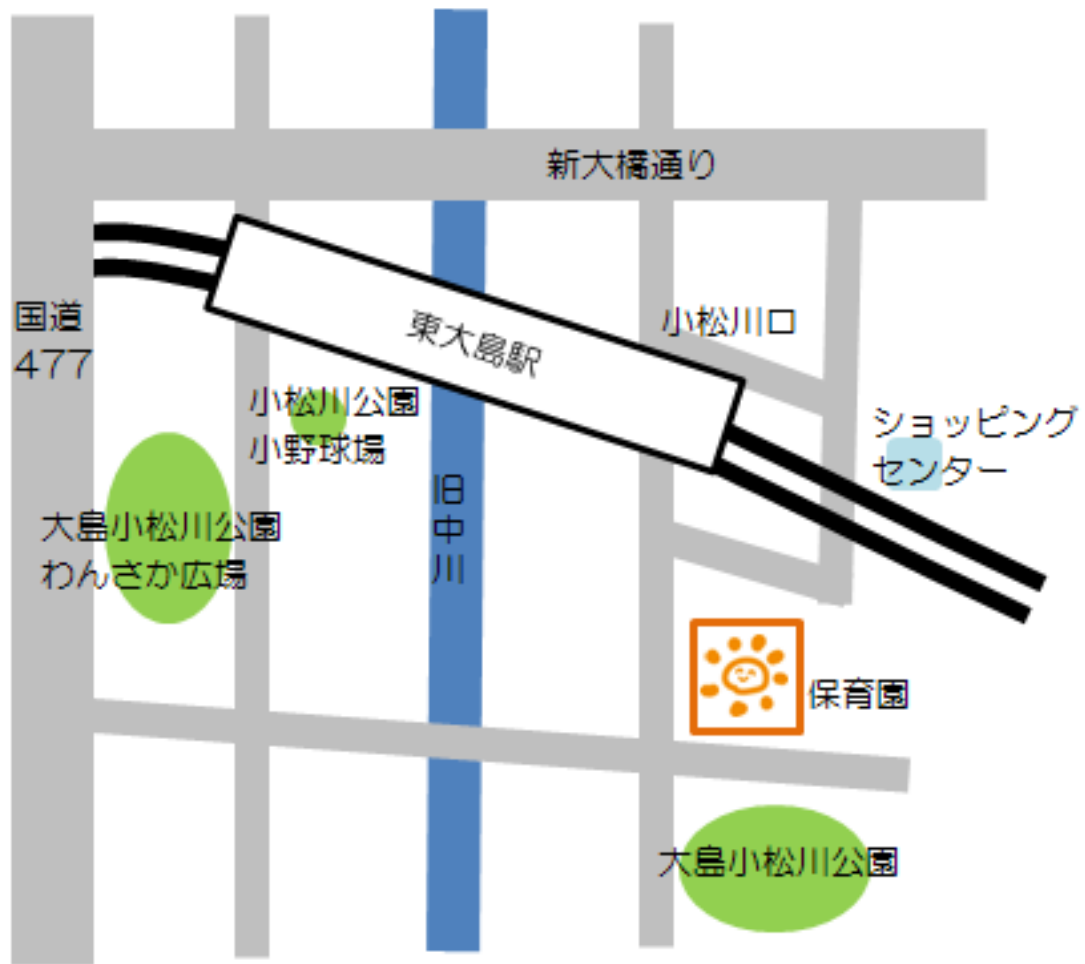 新大橋通り
国道
477
小松川口
東大島駅
小松川公園
小野球場
ショッピング
センター
旧中川
大島小松川公園
わんさか広場
保育園
大島小松川公園